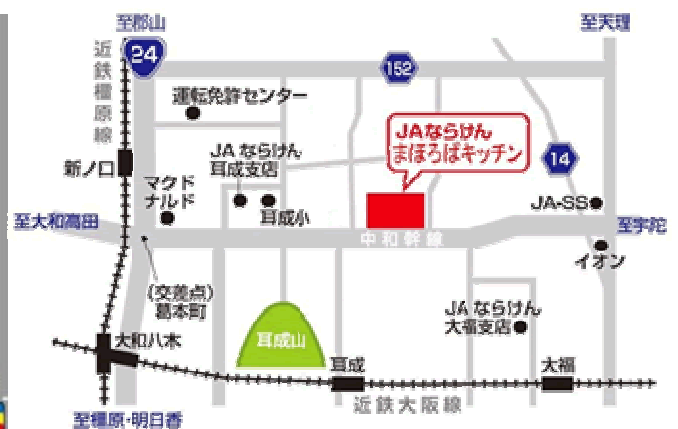 至郡山
至天理
24
近鉄橿原線
152
運転免許センター
JAならけん
まほろばキッチン
JAならけん
耳成支店
14
新ノ口
マクド
ナルド
耳成小
JA-SS
至大和高田
至宇陀
中和幹線
イオン
(交差点)
葛本町
JAならけん
大福支店
大和八木
耳成山
耳成
大福
近鉄大阪線
至橿原・明日香